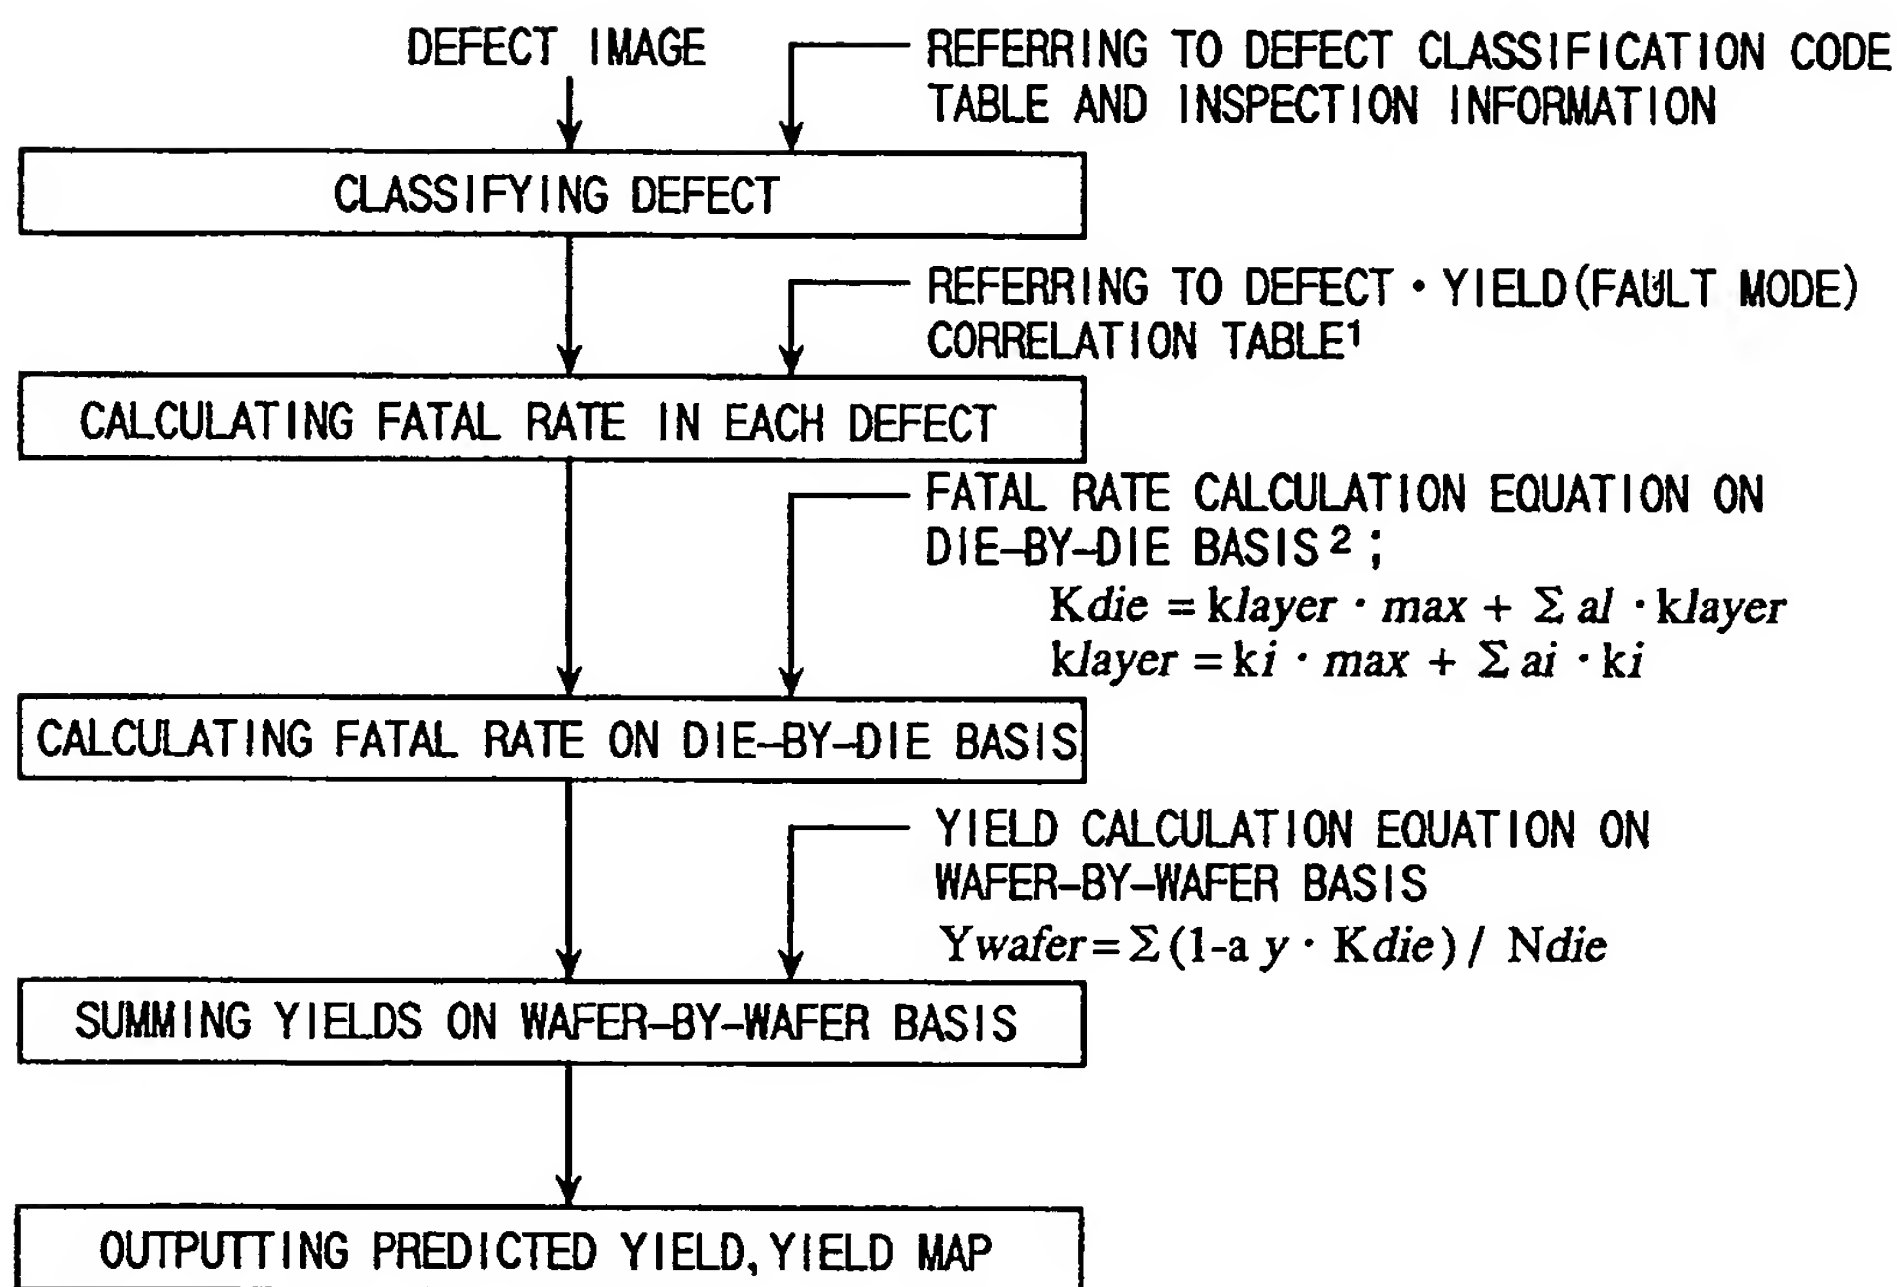 DEFECT IMAGE
REFERRING TO DEFECT CLASSIFICATION CODE
TABLE AND INSPECTION INFORMATION
CLASSIFYING DEFECT
REFERRING TO DEFECT・YIELD(FAULT MODE)
CORRELATION TABLE¹
CALCULATING FATAL RATE IN EACH DEFECT
FATAL RATE CALCULATION EQUATION ON
DIE-BY-DIE BASIS²;
Kdie = klayer · max + Σ al · klayer
klayer = ki · max + Σ ai · ki
CALCULATING FATAL RATE ON DIE-BY-DIE BASIS
YIELD CALCULATION EQUATION ON
WAFER-BY-WAFER BASIS
Ywafer=Σ(1-a y · Kdie) / Ndie
SUMMING YIELDS ON WAFER-BY-WAFER BASIS
OUTPUTTING PREDICTED YIELD, YIELD MAP